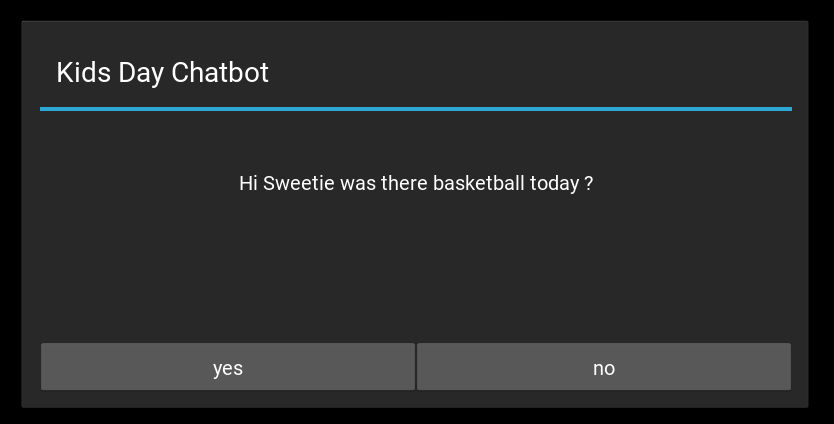 Kids Day Chatbot
Hi Sweetie was there basketball today ?
yes
no